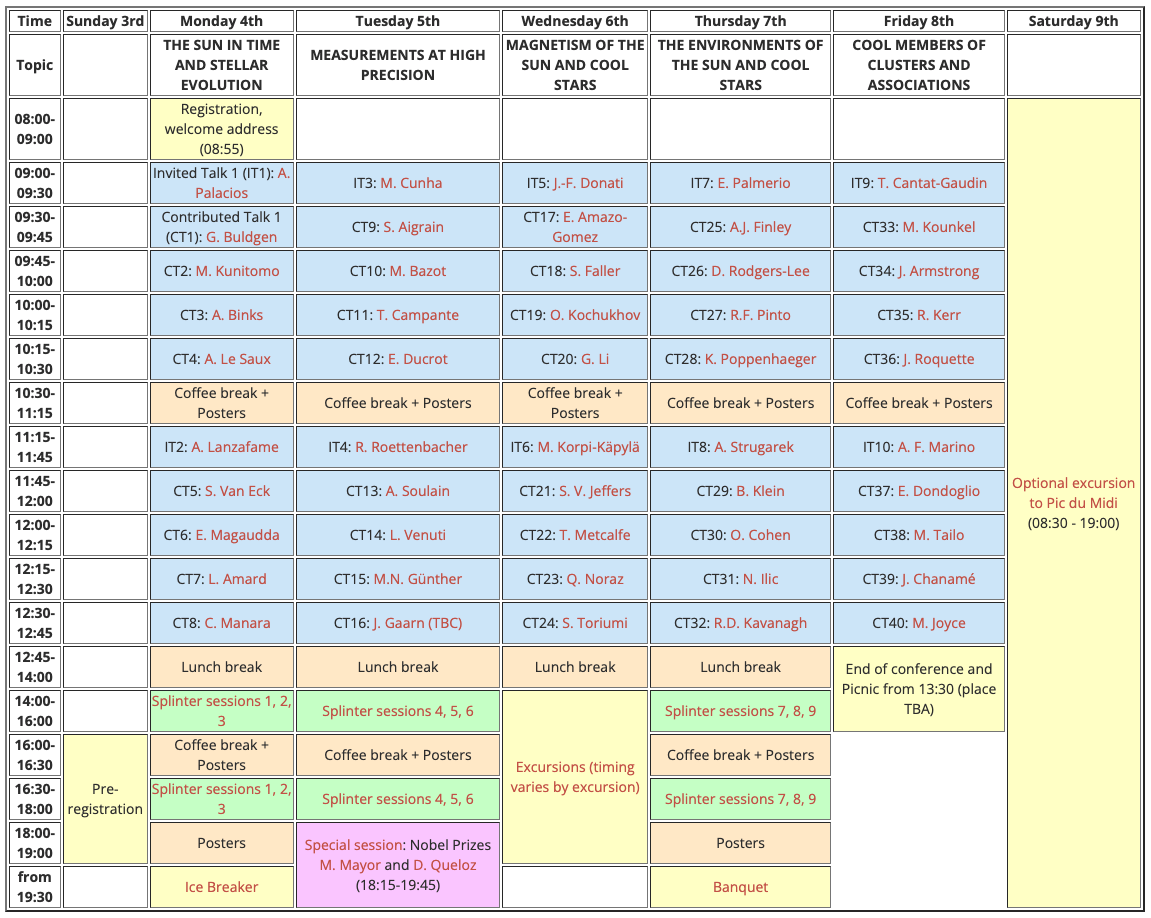 Time Sunday 3rd Monday 4th Tuesday 5th Wednesday 6th Thursday 7th Friday 8th Saturday 9th
Topic
THE SUN IN TIME
AND STELLAR
EVOLUTION
MEASUREMENTS AT HIGH
PRECISION
MAGNETISM OF THE
SUN AND COOL
STARS
THE ENVIRONMENTS OF
THE SUN AND COOL
STARS
COOL MEMBERS OF
CLUSTERS AND
ASSOCIATIONS
08:00-
09:00
Registration,
welcome address
(08:55)
09:00-
09:30
Invited Talk 1 (IT1): A.
Palacios
IT3: M. Cunha
IT5: J.-F. Donati
IT7: E. Palmerio
IT9: T. Cantat-Gaudin
09:30-
09:45
Contributed Talk 1
(CT1): G. Buldgen
CT9: S. Aigrain
CT17: E. Amazo-
Gomez
CT25: A.J. Finley
CT33: M. Kounkel
09:45-
10:00
CT2: M. Kunitomo
CT10: M. Bazot
CT18: S. Faller
CT26: D. Rodgers-Lee
CT34: J. Armstrong
10:00-
10:15
CT3: A. Binks
CT11: T. Campante
CT19: O. Kochukhov
CT27: R.F. Pinto
CT35: R. Kerr
10:15-
10:30
CT4: A. Le Saux
CT12: E. Ducrot
CT20: G. Li
CT28: K. Poppenhaeger
CT36: J. Roquette
10:30-
11:15
Coffee break +
Posters
Coffee break + Posters
Coffee break +
Posters
Coffee break + Posters
Coffee break + Posters
11:15-
11:45
IT2: A. Lanzafame
IT4: R. Roettenbacher
IT6: M. Korpi-Käpylä
IT8: A. Strugarek
IT10: A. F. Marino
11:45-
12:00
CT5: S. Van Eck
CT13: A. Soulain
CT21: S. V. Jeffers
CT29: B. Klein
CT37: E. Dondoglio
12:00-
12:15
CT6: E. Magaudda
CT14: L. Venuti
CT22: T. Metcalfe
CT30: O. Cohen
CT38: M. Tailo
12:15-
12:30
CT7: L. Amard
CT15: M.N. Günther
CT23: Q. Noraz
CT31: N. Ilic
CT39: J. Chanamé
12:30-
12:45
CT8: C. Manara
CT16: J. Gaarn (TBC)
CT24: S. Toriumi
CT32: R.D. Kavanagh
CT40: M. Joyce
12:45-
14:00
Lunch break
Lunch break
Lunch break
Lunch break
End of conference and
Picnic from 13:30 (place
TBA)
14:00-
16:00
Splinter sessions 1, 2,
3
Splinter sessions 4, 5, 6
Excursions (timing
varies by excursion)
Splinter sessions 7, 8, 9
16:00-
16:30
Pre-
registration
Coffee break +
Posters
Coffee break + Posters
Coffee break + Posters
16:30-
18:00
Splinter sessions 1, 2,
3
Splinter sessions 4, 5, 6
Splinter sessions 7, 8, 9
18:00-
19:00
Posters
Special session: Nobel Prizes
M. Mayor and D. Queloz
(18:15-19:45)
Posters
from
19:30
Ice Breaker
Banquet
Optional excursion
to Pic du Midi
(08:30 - 19:00)